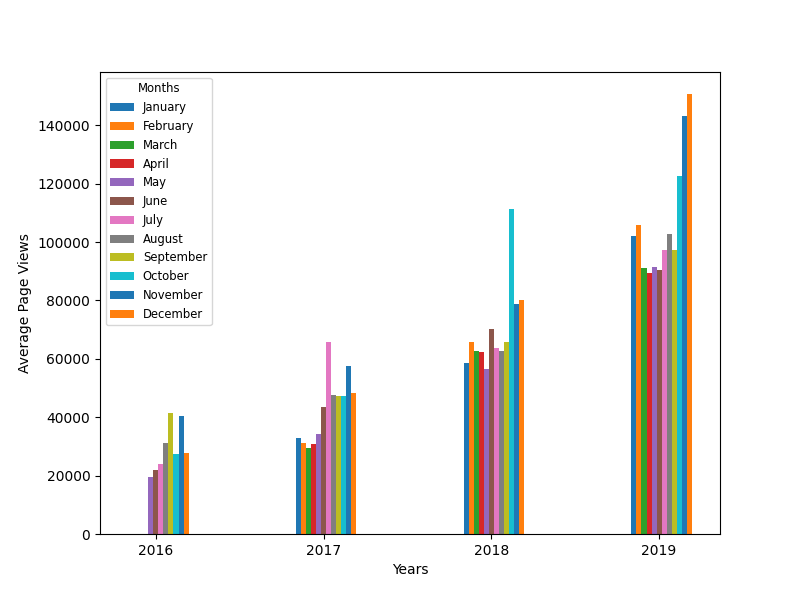 Months
January
February
March
April
May
June
July
August
September
October
November
December
140000
120000
100000
80000
60000
40000
20000
0
Average Page Views
2016 2017 2018 2019
Years